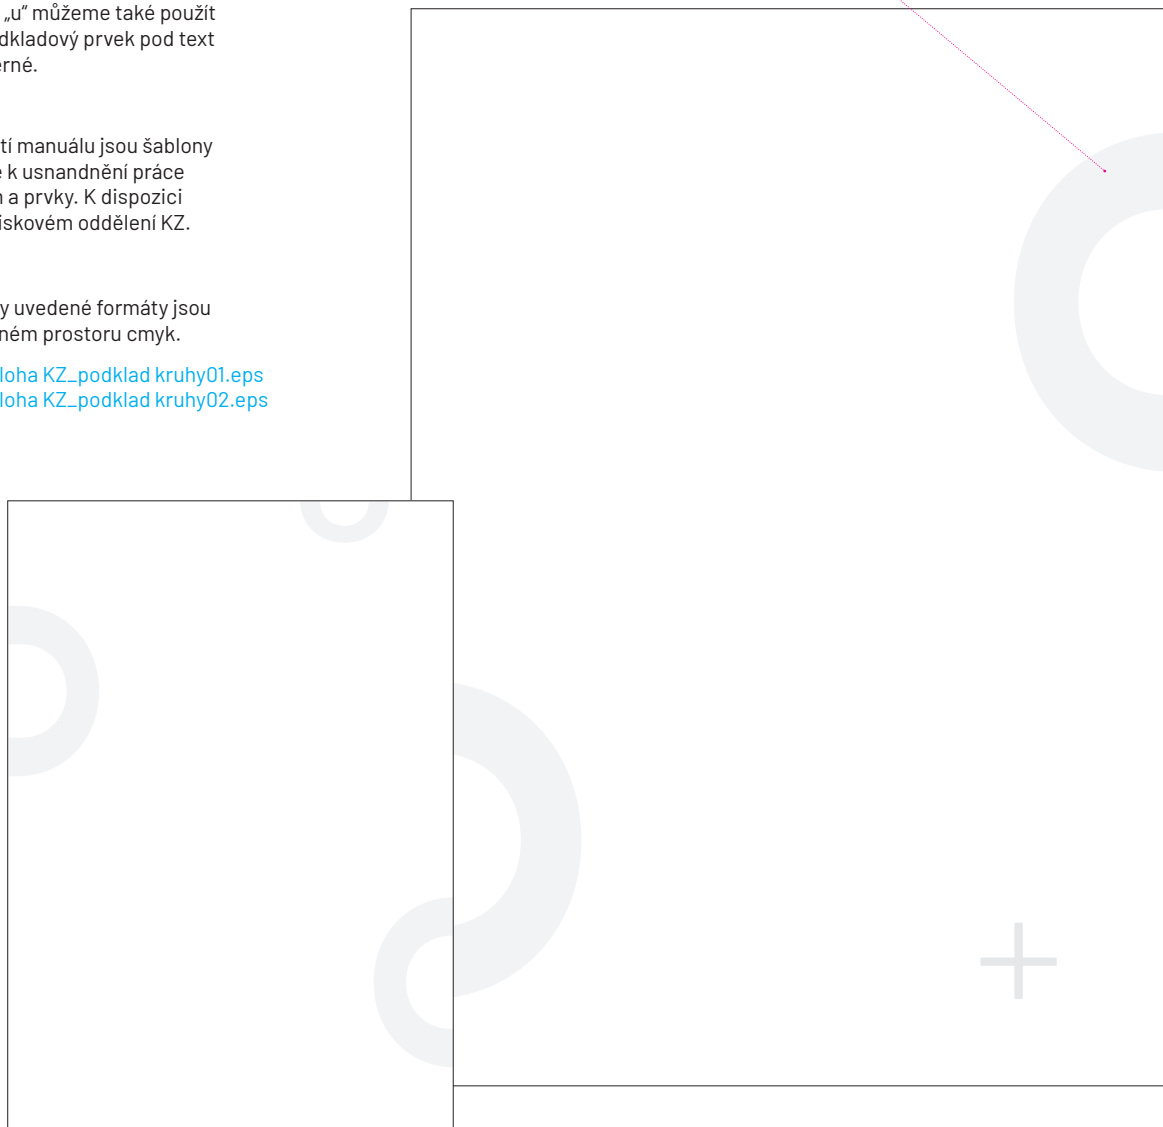 „u“ můžeme také použít
dkladový prvek pod text
erné.
tí manuálu jsou šablony
e k usnandnění práce
a prvky. K dispozici
iskovém oddělení KZ.
y uvedené formáty jsou
ném prostoru cmyk.
loha KZ_podklad kruhy01.eps
loha KZ_podklad kruhy02.eps